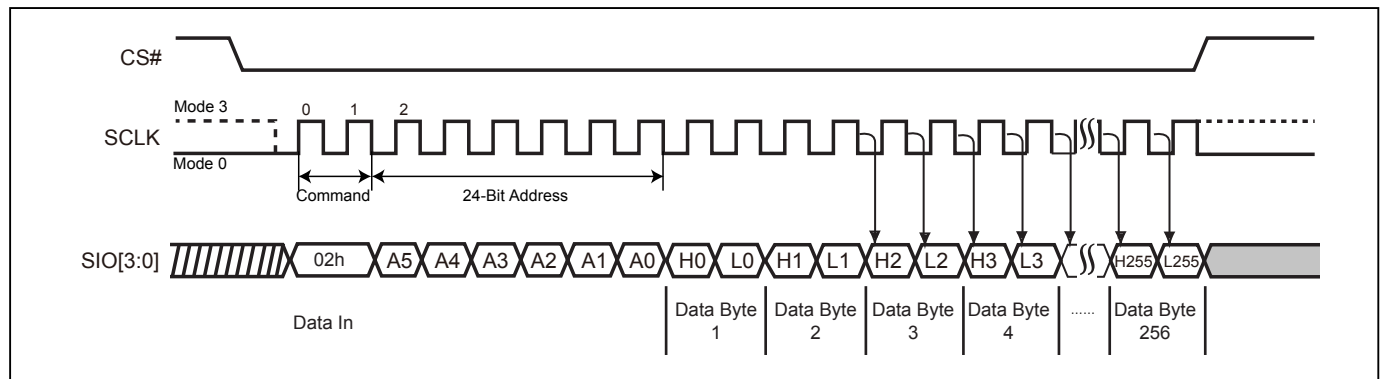 CS#
Mode 3
0 1 2
SCLK
Mode 0
Command
24-Bit Address
SIO[3:0]
02h A5 A4 A3 A2 A1 A0 H0 L0 H1 L1 H2 L2 H3 L3 H255 L255
Data In
Data Byte 1
Data Byte 2
Data Byte 3
Data Byte 4
......
Data Byte 256